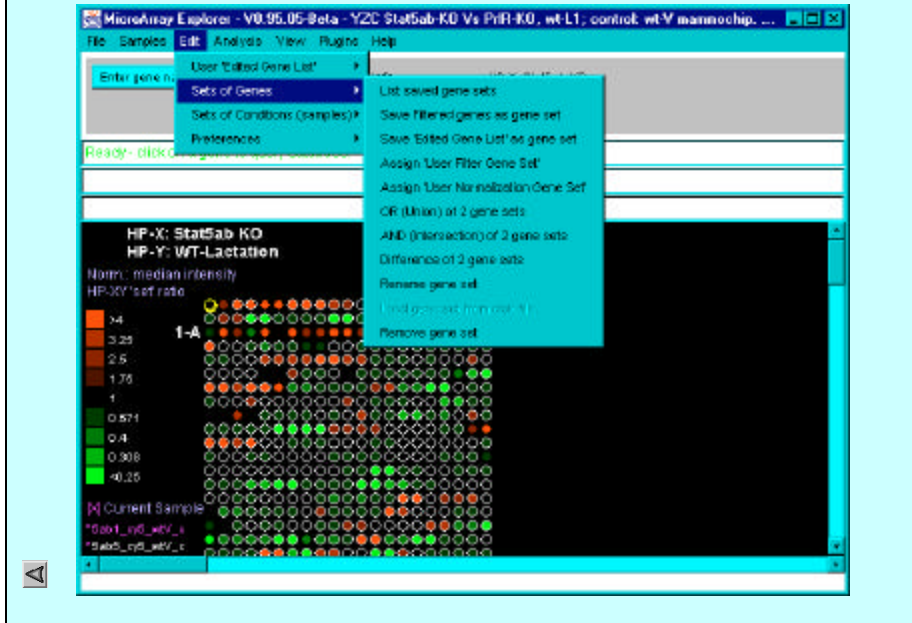 MicroArray Explorer - V0.95.05-Beta - YZC Stat5ab-KO Vs PrlR-KO, wt-L1; control: wt-V mammochip. ...
File Samples Edit Analysis View Plugins Help
Enter gene
User 'Edited Gene List'
Sets of Genes
Sets of Conditions (samples)
Preferences
List saved gene sets
Save Filtered genes as gene set
Save 'Edited Gene List' as gene set
Assign 'User Filter Gene Set'
Assign 'User Normalization Gene Set'
OR (Union) of 2 gene sets
AND (Intersection) of 2 gene sets
Difference of 2 gene sets
Rename gene set
Remove gene set
Ready - click
HP-X: Stat5ab KO
HP-Y: WT-Lactation
Norm.: median intensity
HP-XY 'set' ratio
>4
3.25
2.5
1.75
1
0.571
0.4
0.308
<0.25
1-A
[X] Current Sample